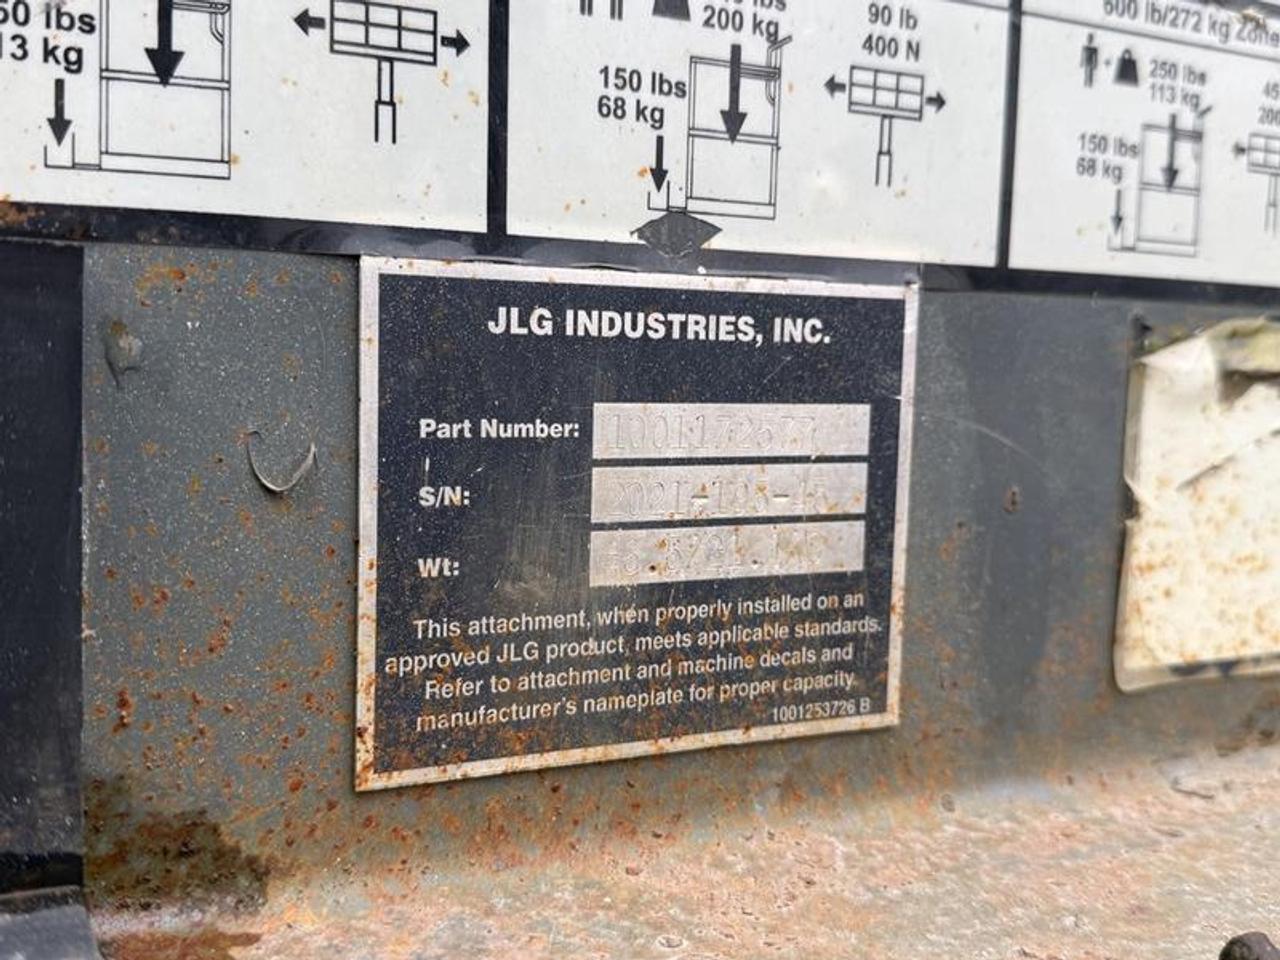 50 lbs
13 kg
200 kg
150 lbs
68 kg
90 lb
400 N
600 lb/272 kg Zone
250 lbs
113 kg
150 lbs
68 kg
JLG INDUSTRIES, INC.
Part Number: 1001172577
S/N:
Wt:
This attachment, when properly installed on an
approved JLG product, meets applicable standards.
Refer to attachment and machine decals and
manufacturer's nameplate for proper capacity.
1001253726 B